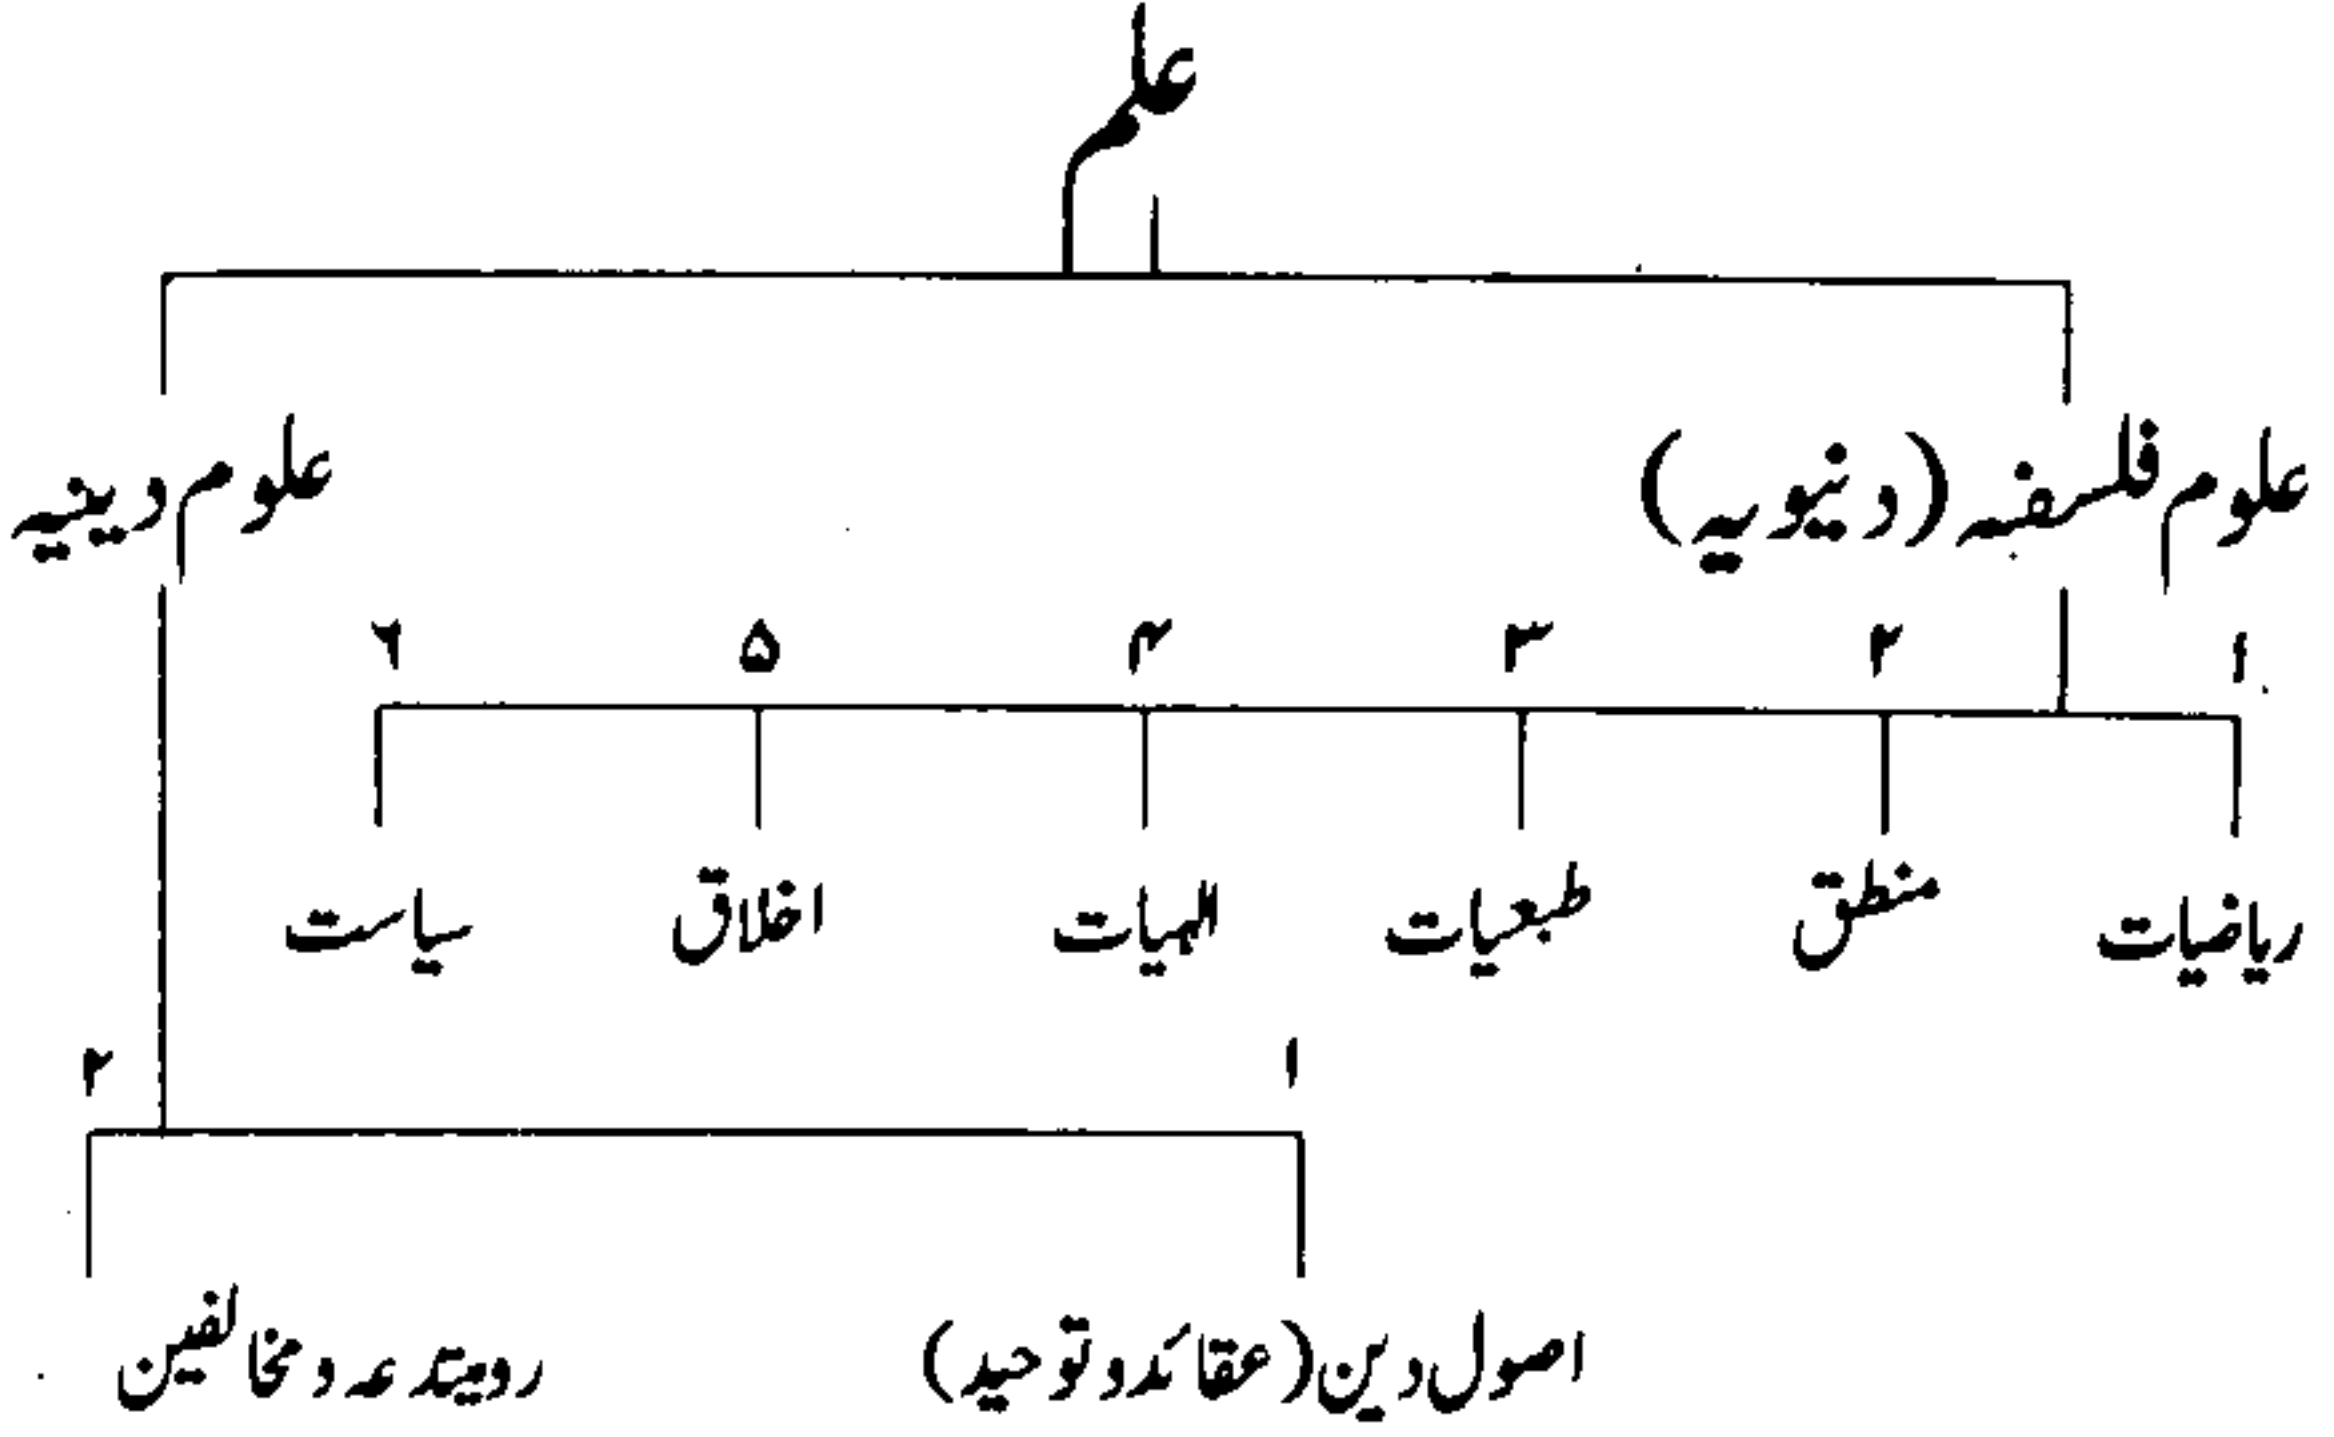 علم
علوم فلسفہ (دنیویہ) علوم دینیہ
۱ ۲ ۳ ۴ ۵ ۶
ریاضیات منطق طبعیات الہیات اخلاق سیاست
۱ ۲
اصول دین (عقائد و توحید) رد مبتدعہ و مخالفین